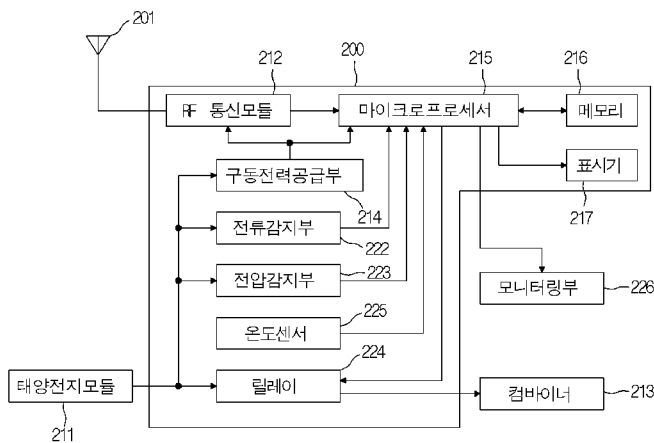 201
212
200
215
216
RF 통신모듈
마이크로프로세서
메모리
구동전력공급부
214
표시기
217
전류감지부
222
전압감지부
223
모니터링부
226
225
온도센서
224
태양전지모듈
211
릴레이
컴바이너
213